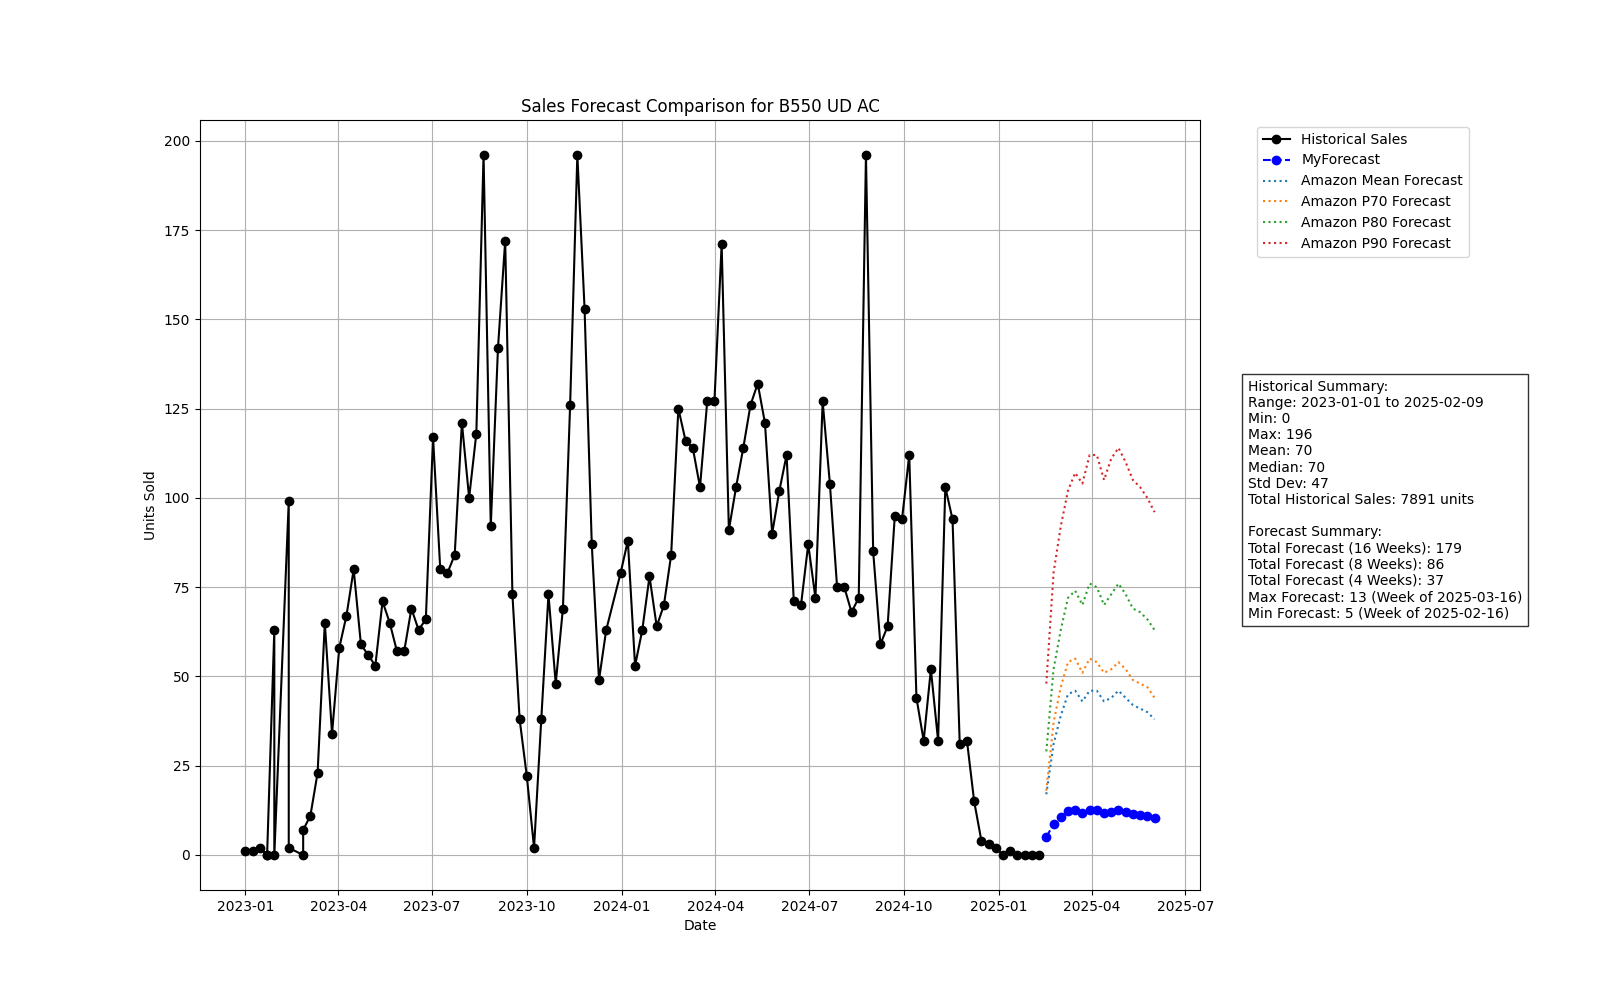 Sales Forecast Comparison for B550 UD AC
200
175
150
125
100
75
50
25
0
Units Sold
2023-01
2023-04
2023-07
2023-10
2024-01
2024-04
2024-07
2024-10
2025-01
2025-04
2025-07
Date
Historical Sales
MyForecast
Amazon Mean Forecast
Amazon P70 Forecast
Amazon P80 Forecast
Amazon P90 Forecast
Historical Summary:
Range: 2023-01-01 to 2025-02-09
Min: 0
Max: 196
Mean: 70
Median: 70
Std Dev: 47
Total Historical Sales: 7891 units
Forecast Summary:
Total Forecast (16 Weeks): 179
Total Forecast (8 Weeks): 86
Total Forecast (4 Weeks): 37
Max Forecast: 13 (Week of 2025-03-16)
Min Forecast: 5 (Week of 2025-02-16)